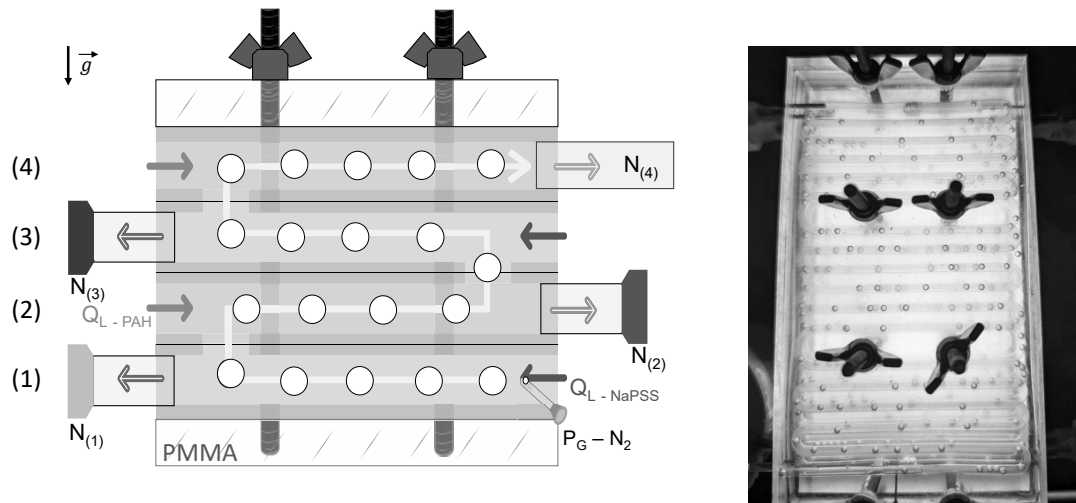 g
(4)
N(4)
(3)
N(3)
QL - PAH
(2)
N(2)
(1)
QL - NaPSS
N(1)
PMMA
PG – N2